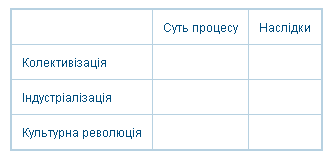 Суть процесу Наслідки
Колективізація
Індустріалізація
Культурна революція